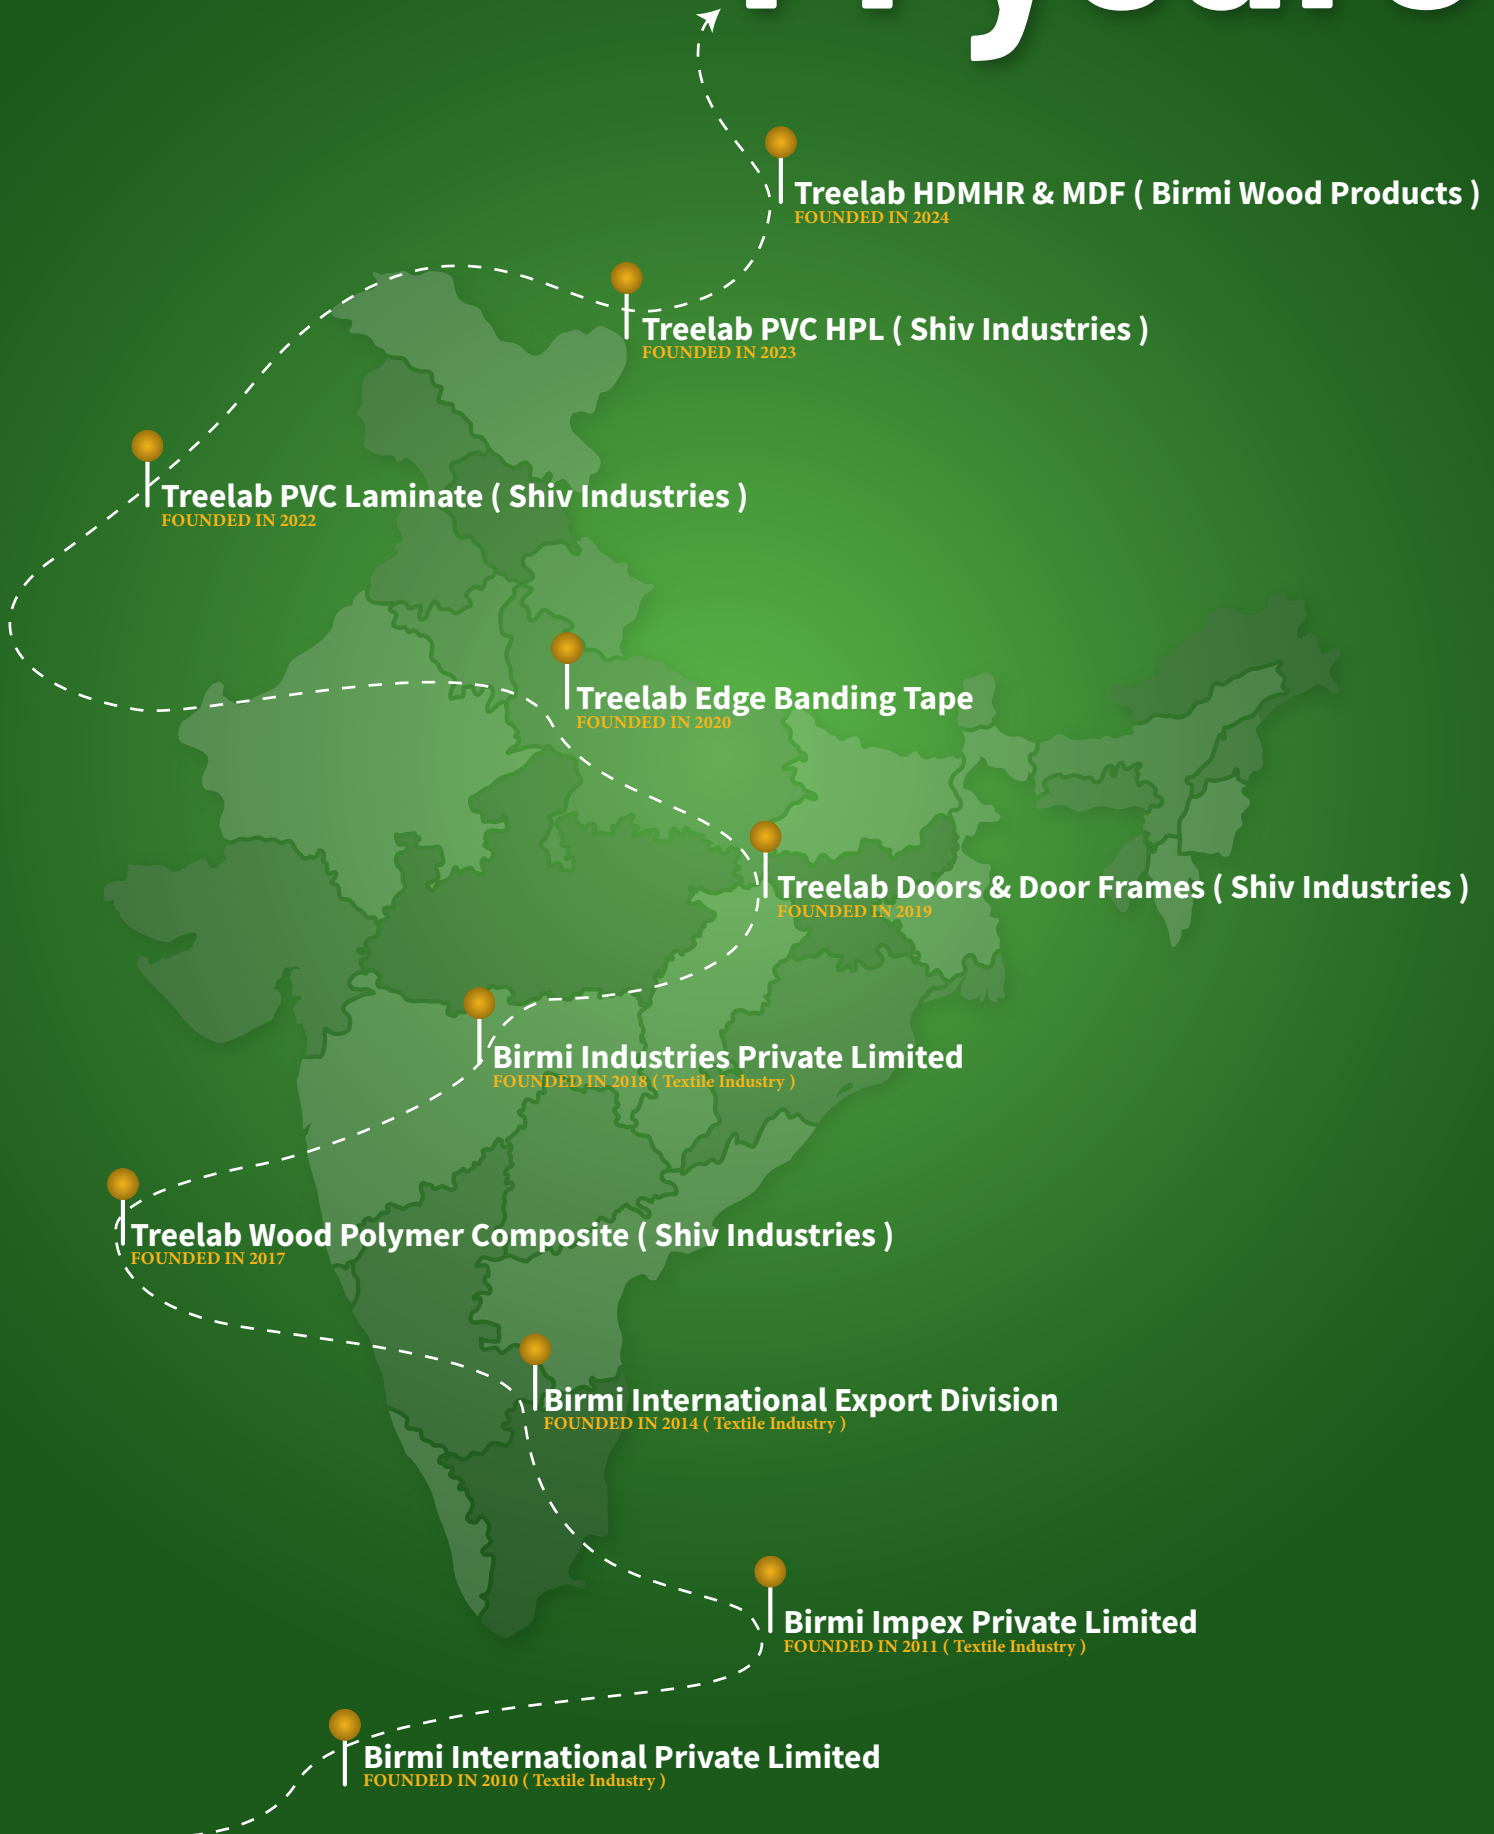 Treelab HDMHR & MDF ( Birmi Wood Products )
FOUNDED IN 2024
Treelab PVC HPL ( Shiv Industries )
FOUNDED IN 2023
Treelab PVC Laminate ( Shiv Industries )
FOUNDED IN 2022
Treelab Edge Banding Tape
FOUNDED IN 2020
Treelab Doors & Door Frames ( Shiv Industries )
FOUNDED IN 2019
Birmi Industries Private Limited
FOUNDED IN 2018 ( Textile Industry )
Treelab Wood Polymer Composite ( Shiv Industries )
FOUNDED IN 2017
Birmi International Export Division
FOUNDED IN 2014 ( Textile Industry )
Birmi Impex Private Limited
FOUNDED IN 2011 ( Textile Industry )
Birmi International Private Limited
FOUNDED IN 2010 ( Textile Industry )